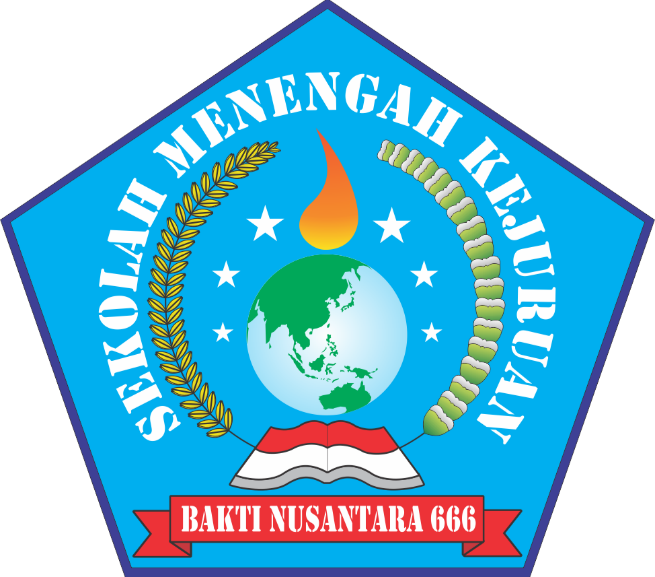 SEKOLAH MENENGAH KEJURUAN
BAKTI NUSANTARA 666